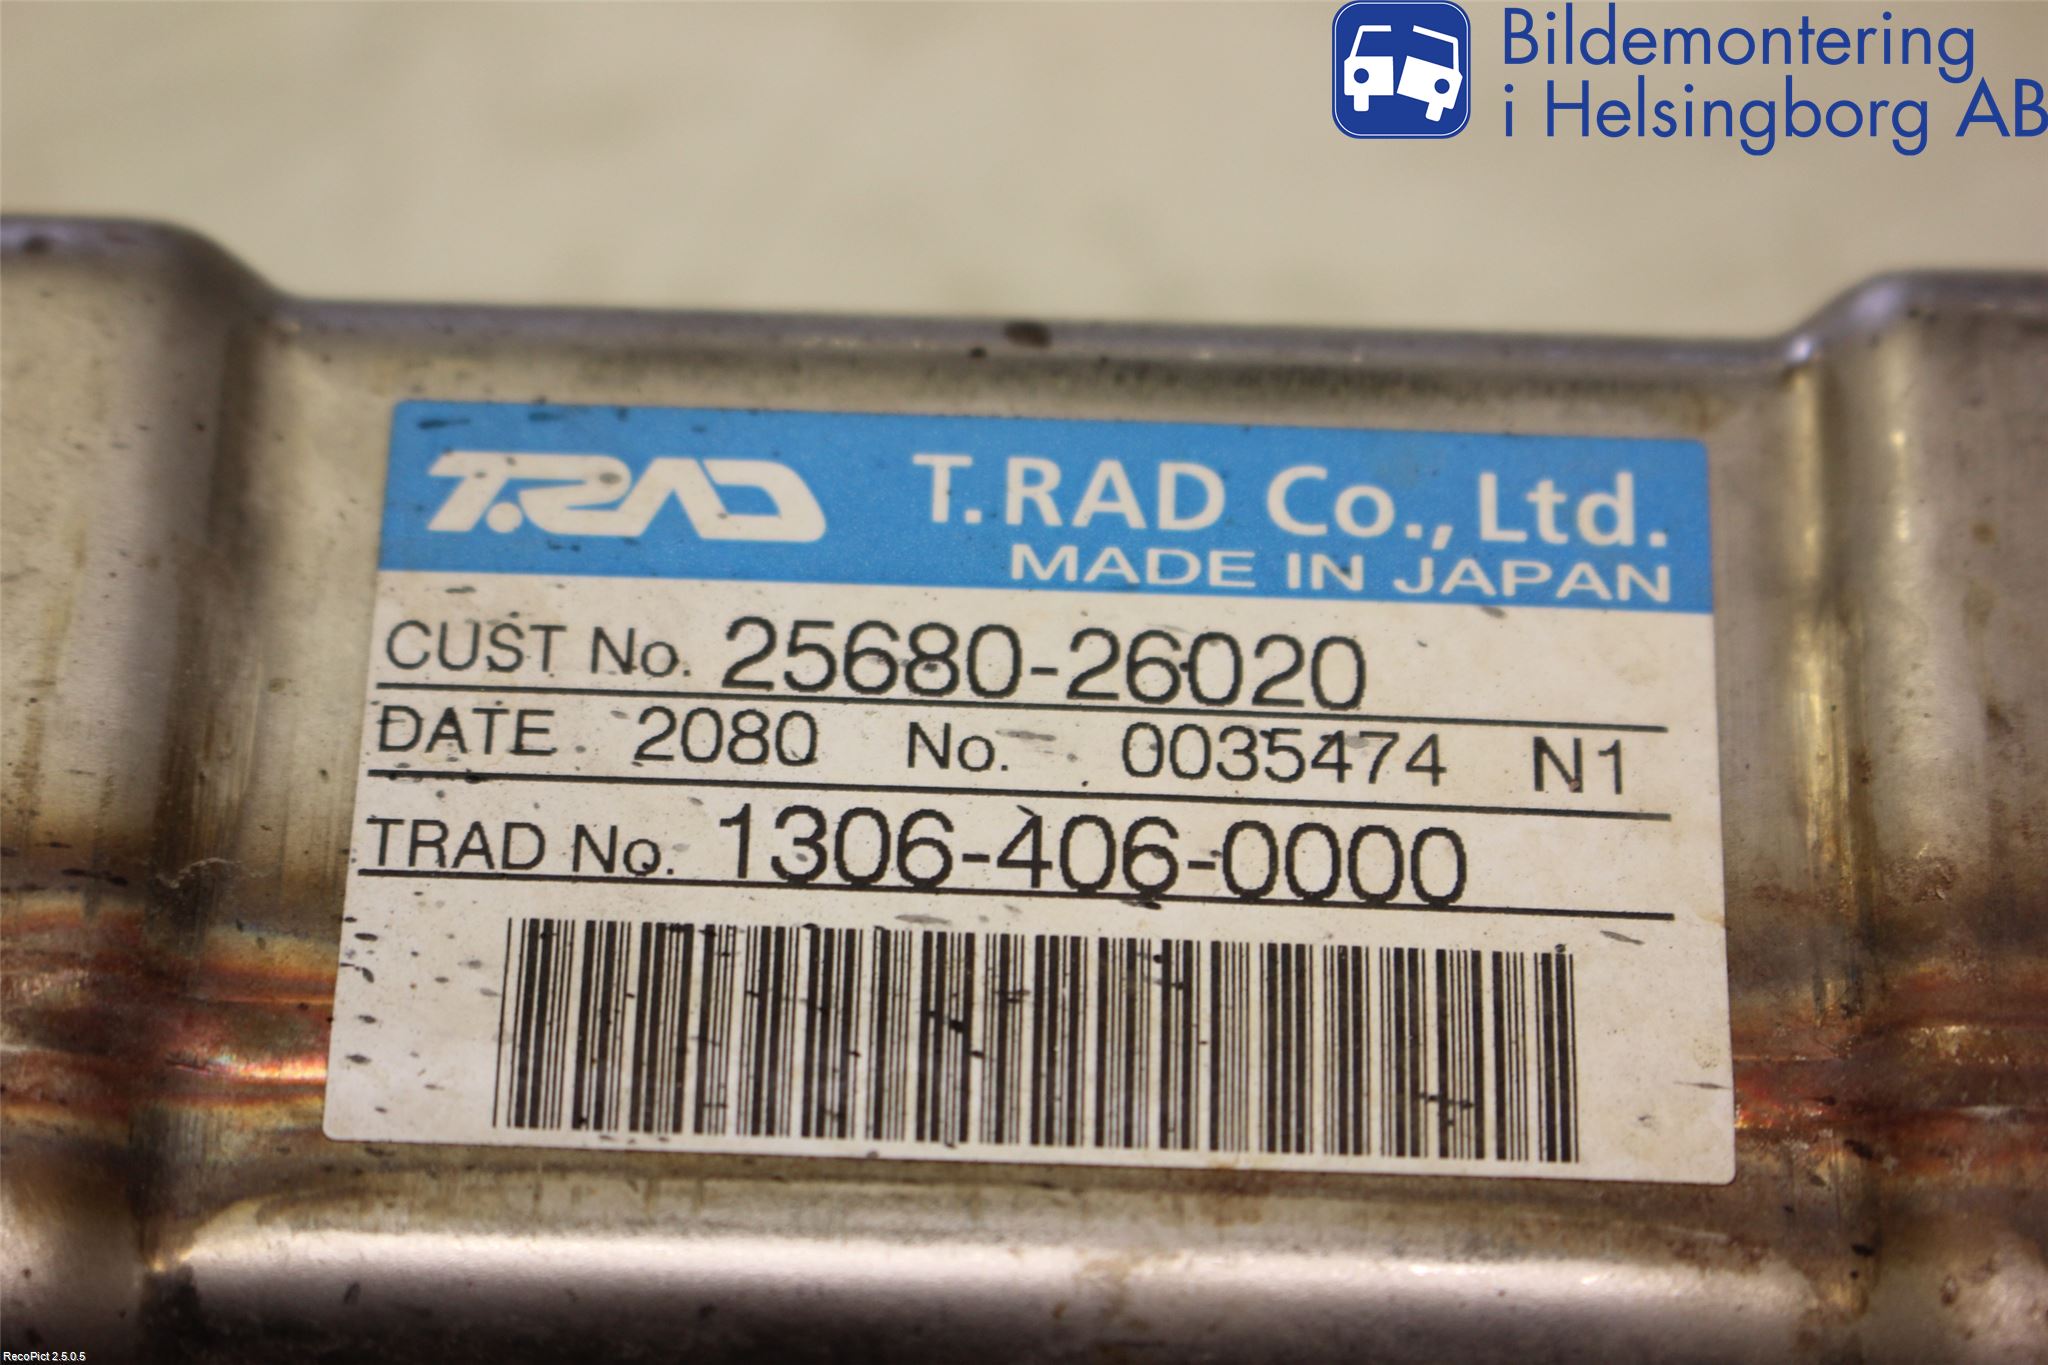 Bildemontering
i Helsingborg AB
T.RAD T.RAD Co., Ltd.
MADE IN JAPAN
CUST No. 25680-26020
DATE 2080 No. 0035474 N1
TRAD No. 1306-406-0000
RecoPict 2.5.0.5